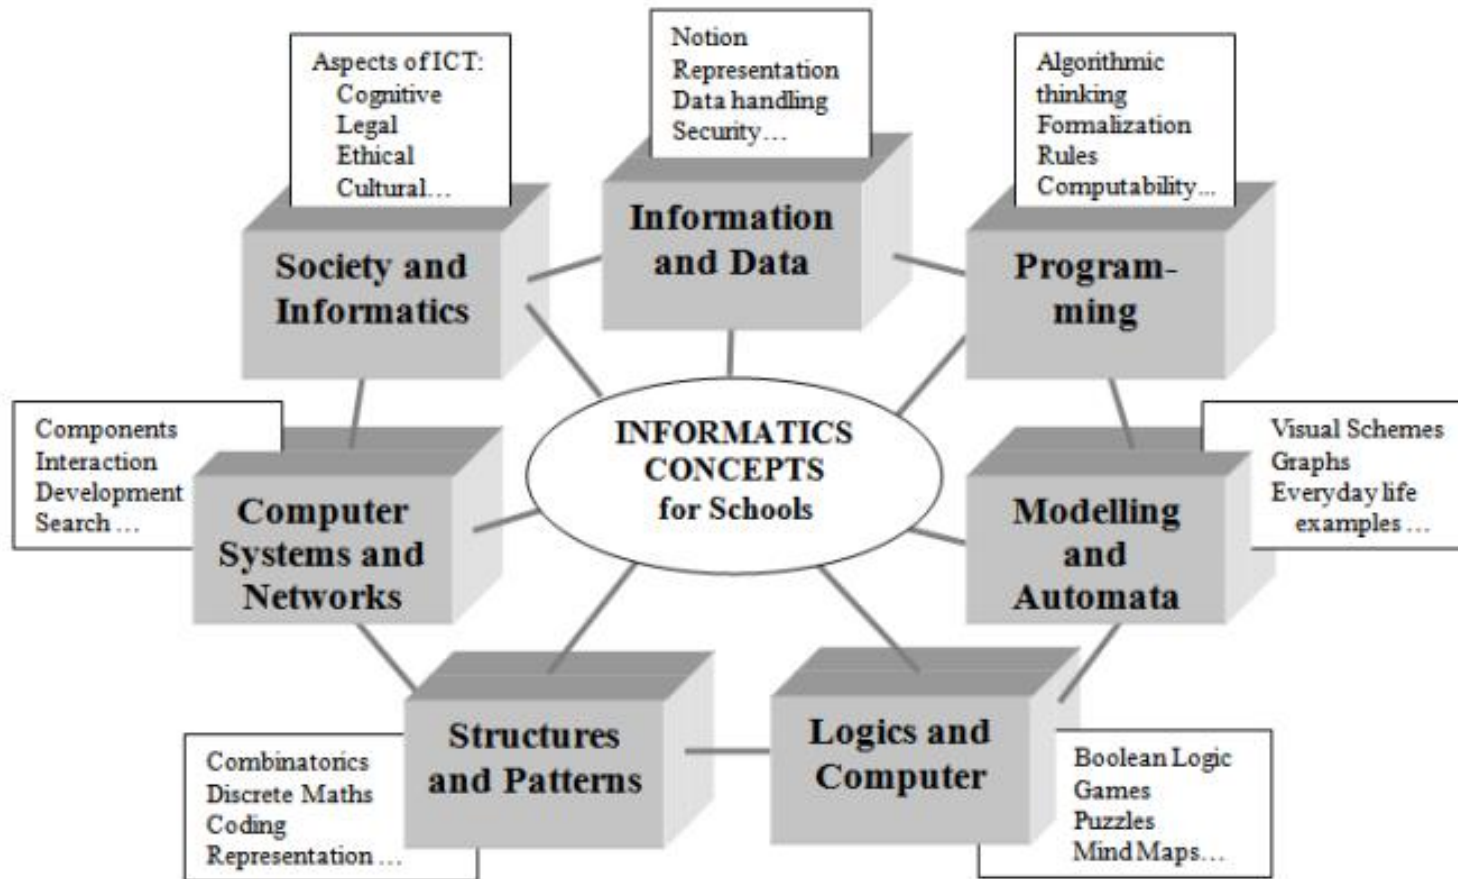 Aspects of ICT:
Cognitive
Legal
Ethical
Cultural…
Society and
Informatics
Notion
Representation
Data handling
Security…
Information
and Data
Algorithmic
thinking
Formalization
Rules
Computability...
Program-
ming
Components
Interaction
Development
Search …
Computer
Systems and
Networks
INFORMATICS
CONCEPTS
for Schools
Visual Schemes
Graphs
Everyday life
examples …
Modelling
and
Automata
Combinatorics
Discrete Maths
Coding
Representation …
Structures
and Patterns
Logics and
Computer
Boolean Logic
Games
Puzzles
Mind Maps…